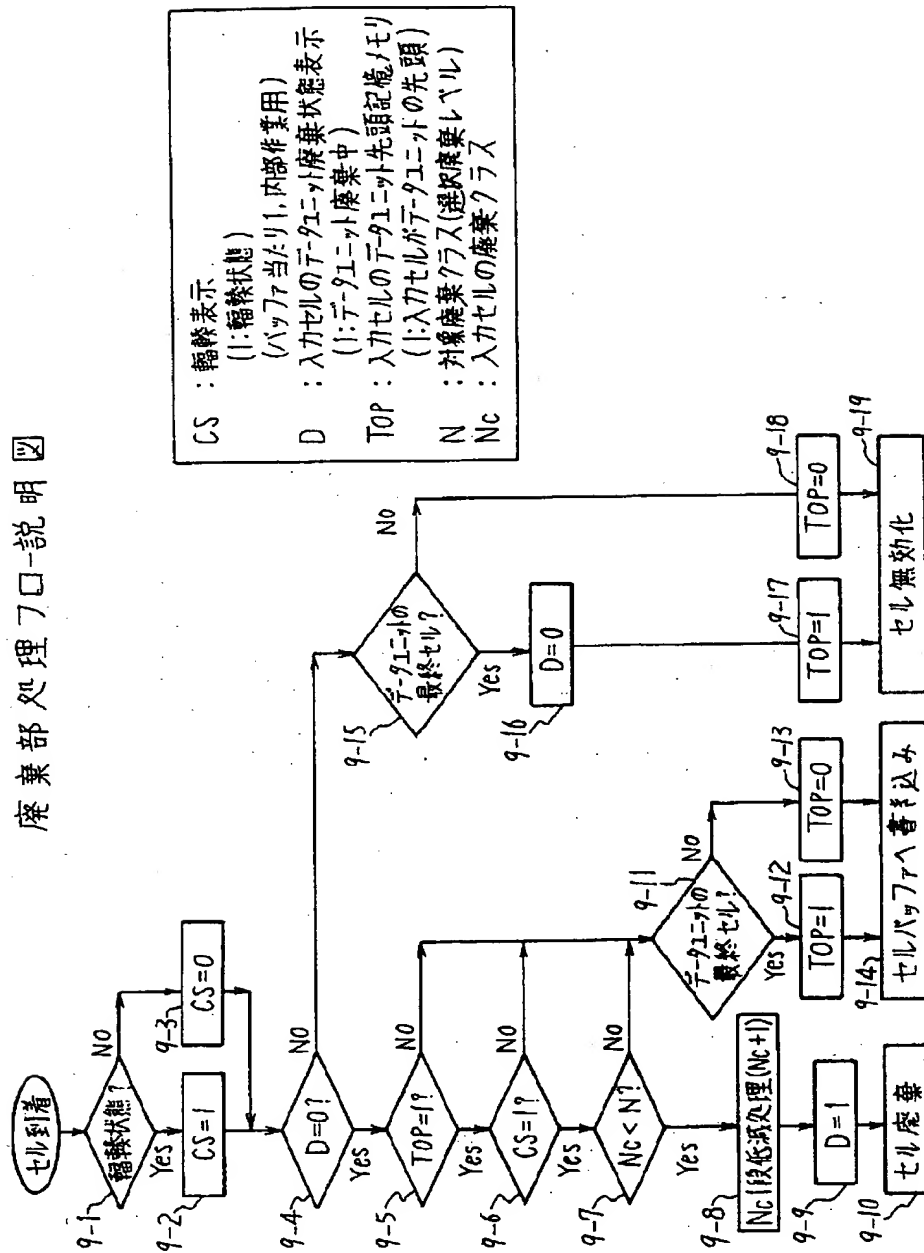 廃棄部処理フロー説明図
セル到着
9-1
輻輳状態?
Yes
NO
9-2
CS=1
9-3
CS=0
9-4
D=0?
NO
Yes
9-5
TOP=1?
NO
Yes
9-6
CS=1?
NO
Yes
9-7
Nc<N?
NO
Yes
9-8
Nc1段低減処理(Nc+1)
9-9
D=1
9-10
セル廃棄
9-11
データユニットの
最終セル?
NO
Yes
9-12
TOP=1
9-13
TOP=0
9-14
セルバッファへ書き込み
9-15
データユニットの
最終セル?
NO
Yes
9-16
D=0
9-17
TOP=1
9-18
TOP=0
9-19
セル無効化
CS :輻輳表示
(1:輻輳状態)
(バッファ当たり1,内部作業用)
D :入力セルのデータユニット廃棄状態表示
(1:データユニット廃棄中)
TOP:入力セルのデータユニット先頭記憶メモリ
(1:入力セルがデータユニットの先頭)
N :対象廃棄クラス(選択廃棄レベル)
Nc :入力セルの廃棄クラス